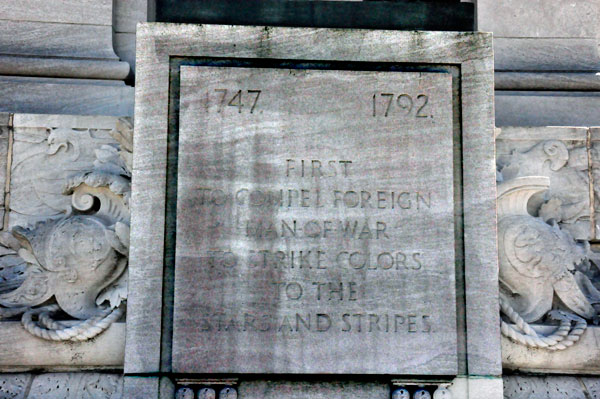 1747. 1792.
FIRST
TO COMPEL FOREIGN
MAN·OF·WAR
TO STRIKE COLORS
TO THE
STARS AND STRIPES.